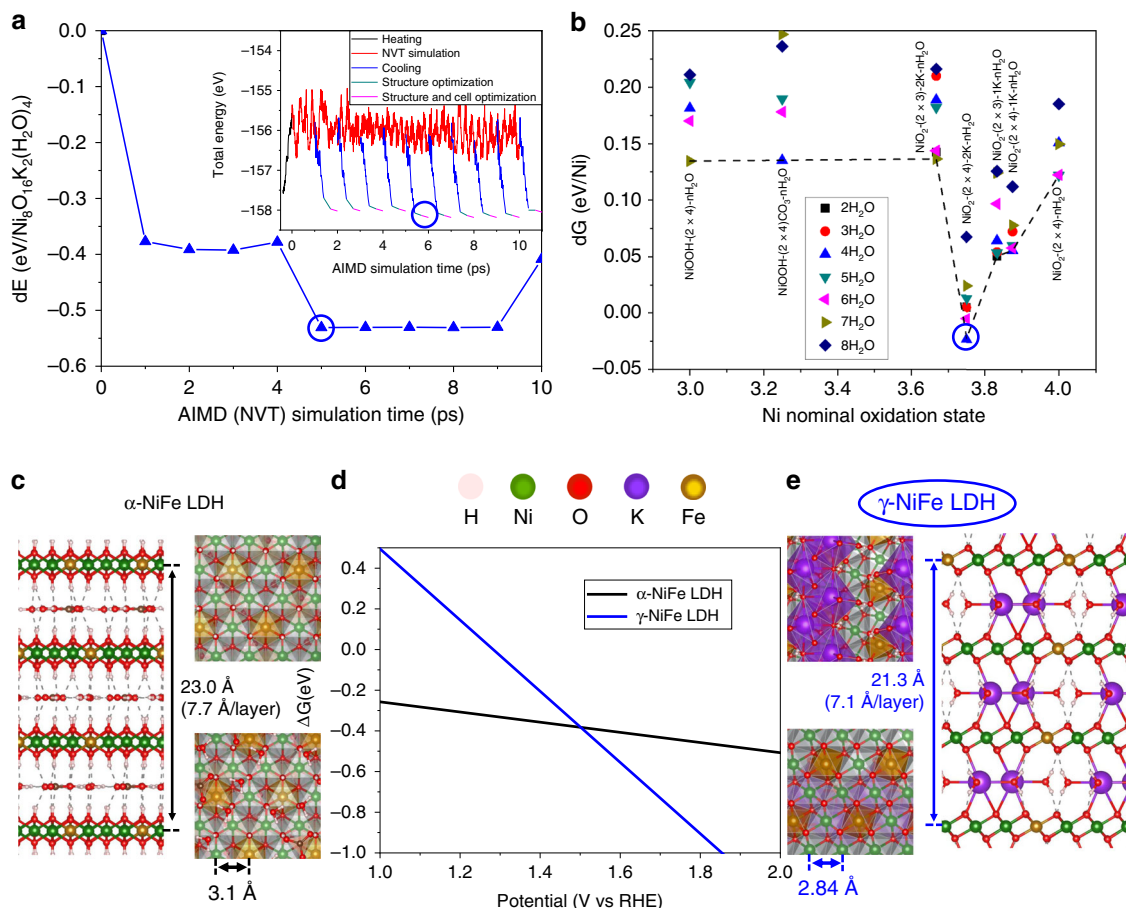 a
0.0
−0.1
−0.2
−0.3
−0.4
−0.5
−0.6
dE (eV/Ni8O16K2(H2O)4)
0
2
4
6
8
10
AIMD (NVT) simulation time (ps)
−154
−155
−156
−157
−158
Total energy (eV)
Heating
NVT simulation
Cooling
Structure optimization
Structure and cell optimization
0
2
4
6
8
10
AIMD simulation time (ps)
b
0.25
0.20
0.15
0.10
0.05
0.00
−0.05
dG (eV/Ni)
NiOOH-(2 × 4)-nH2O
NiOOH-(2 × 4)CO3-nH2O
NiO2-(2 × 3)-2K-nH2O
NiO2-(2 × 4)-2K-nH2O
NiO2-(2 × 3)-1K-nH2O
NiO2-(2 × 4)-1K-nH2O
NiO2-(2 × 4)-nH2O
2H2O
3H2O
4H2O
5H2O
6H2O
7H2O
8H2O
3.0
3.2
3.4
3.6
3.8
4.0
Ni nominal oxidation state
c
α-NiFe LDH
23.0 Å
(7.7 Å/layer)
3.1 Å
d
H
Ni
O
K
Fe
α-NiFe LDH
γ-NiFe LDH
0.4
0.2
0.0
−0.2
−0.4
−0.6
−0.8
−1.0
ΔG(eV)
1.0
1.2
1.4
1.6
1.8
2.0
Potential (V vs RHE)
e
γ-NiFe LDH
21.3 Å
(7.1 Å/layer)
2.84 Å